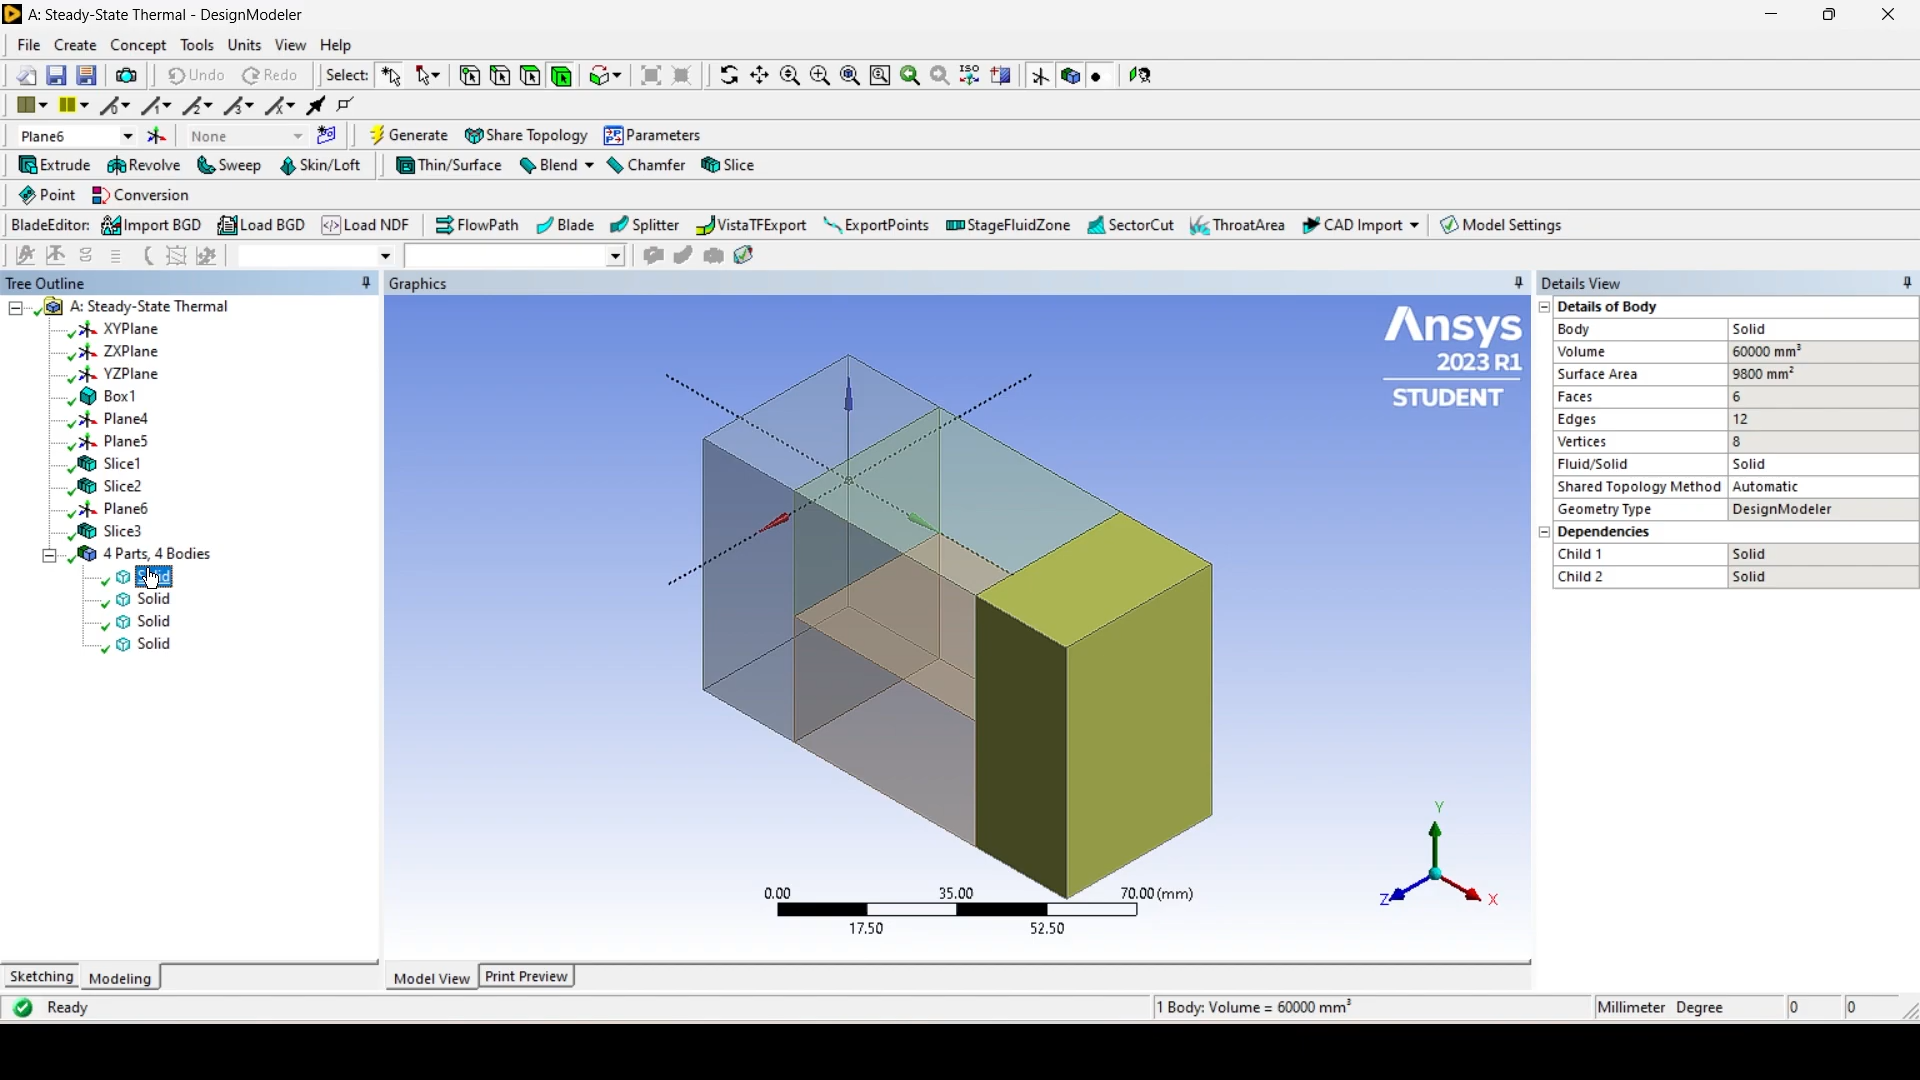 A: Steady-State Thermal - DesignModeler
File Create Concept Tools Units View Help
Undo Redo Select:
Plane6 None Generate Share Topology Parameters
Extrude Revolve Sweep Skin/Loft Thin/Surface Blend Chamfer Slice
Point Conversion
BladeEditor: Import BGD Load BGD Load NDF FlowPath Blade Splitter VistaTFExport ExportPoints StageFluidZone SectorCut ThroatArea CAD Import Model Settings
Tree Outline
A: Steady-State Thermal
XYPlane
ZXPlane
YZPlane
Box1
Plane4
Plane5
Slice1
Slice2
Plane6
Slice3
4 Parts, 4 Bodies
Solid
Solid
Solid
Sketching Modeling
Graphics
Ansys
2023 R1
STUDENT
0.00 35.00 70.00 (mm)
17.50 52.50
Y
Z X
Model View Print Preview
Details View
Details of Body
Body Solid
Volume 60000 mm³
Surface Area 9800 mm²
Faces 6
Edges 12
Vertices 8
Fluid/Solid Solid
Shared Topology Method Automatic
Geometry Type DesignModeler
Dependencies
Child 1 Solid
Child 2 Solid
Ready 1 Body: Volume = 60000 mm³ Millimeter Degree 0 0